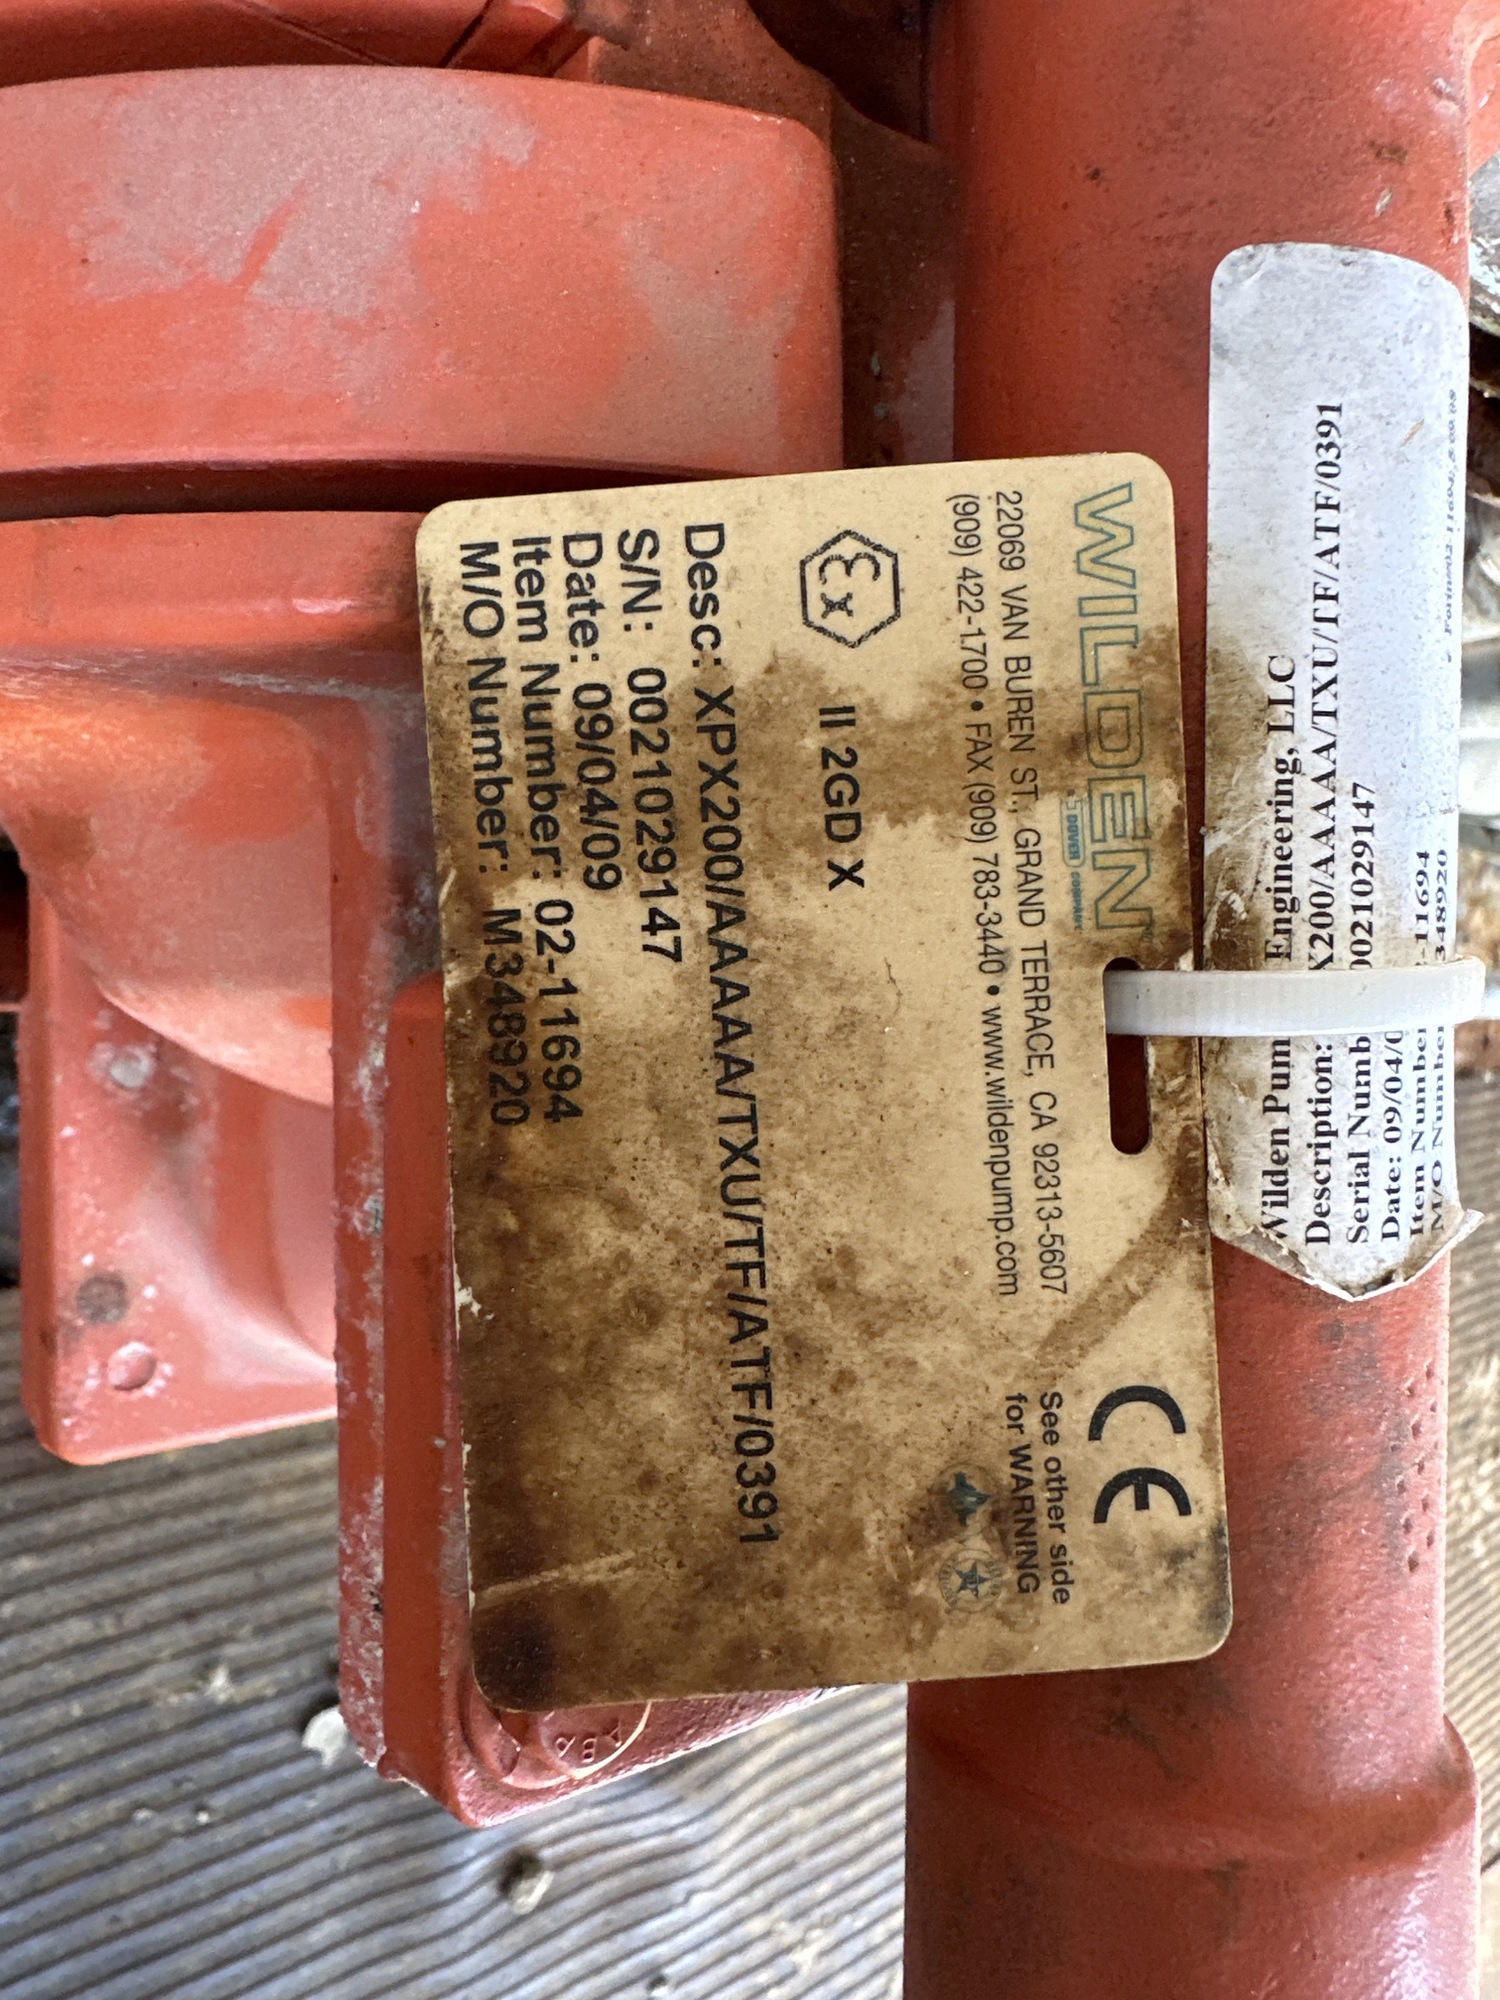 WILDEN
A DOVER COMPANY
22069 VAN BUREN ST., GRAND TERRACE, CA 92313-5607
(909) 422-1700 • FAX (909) 783-3440 • www.wildenpump.com
CE
See other side
for WARNING
Ex II 2GD X
Desc: XPX200/AAAAA/TXU/TF/ATF/0391
S/N: 0021029147
Date: 09/04/09
Item Number: 02-11694
M/O Number: M348920
Wilden Pum Engineering, LLC
Description: X200/AAAAA/TXU/TF/ATF/0391
Serial Numb 0021029147
Date: 09/04/0
Item Number -11694
M/O Number 348920